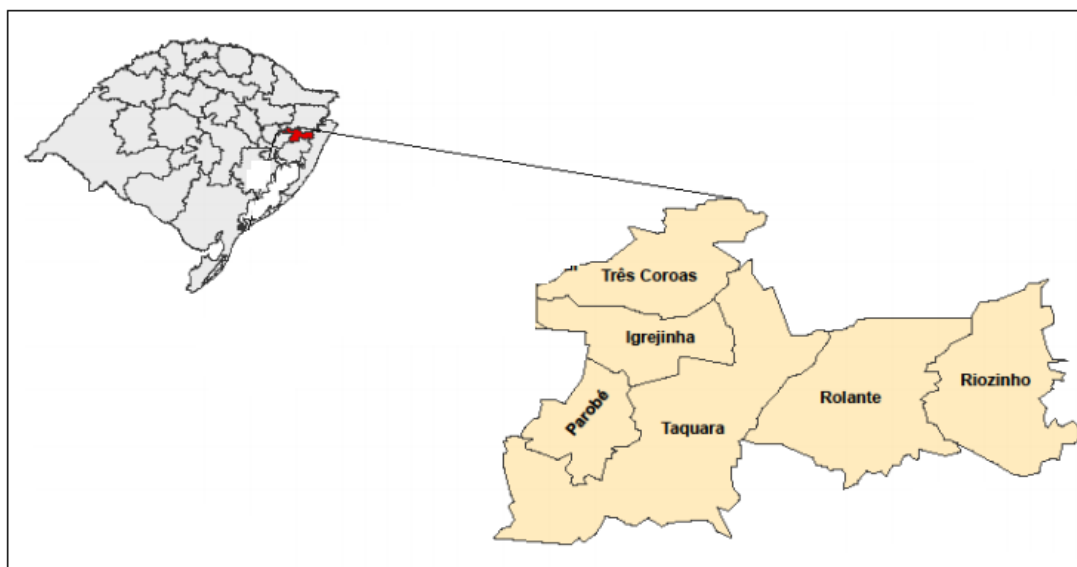 Três Coroas
Igrejinha
Parobé
Taquara
Rolante
Riozinho